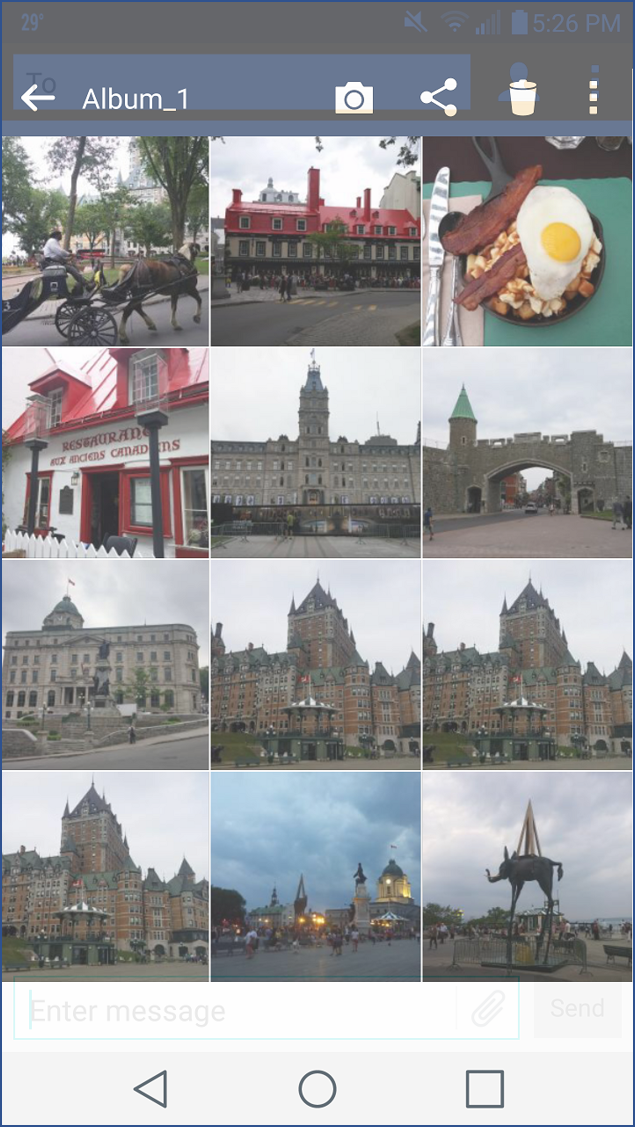 29°
5:26 PM
To
Album_1
RESTAURANT
AUX ANCIENS CANADIENS
Enter message
Send